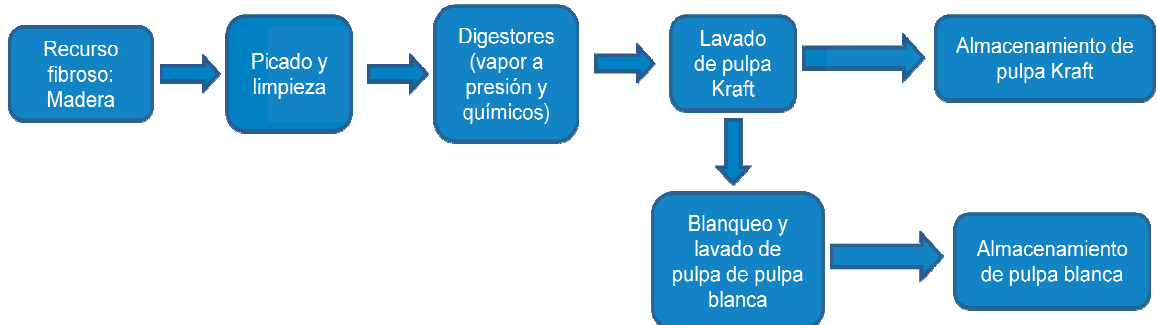 Recurso
fibroso:
Madera
Picado y
limpieza
Digestores
(vapor a
presión y
químicos)
Lavado
de pulpa
Kraft
Almacenamiento de
pulpa Kraft
Blanqueo y
lavado de
pulpa de pulpa
blanca
Almacenamiento
de pulpa blanca